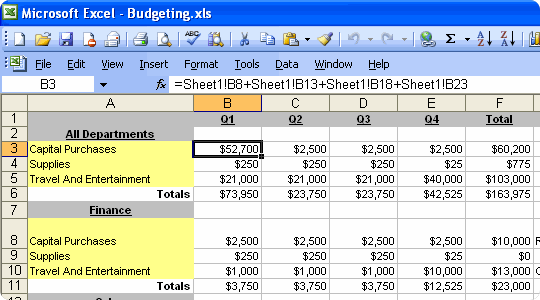 Microsoft Excel - Budgeting.xls
File Edit View Insert Format Tools Data Window Help
B3 fx =Sheet1!B8+Sheet1!B13+Sheet1!B18+Sheet1!B23
A B C D E F
1 Q1 Q2 Q3 Q4 Total
2 All Departments
3 Capital Purchases $52,700 $2,500 $2,500 $2,500 $60,200
4 Supplies $250 $250 $250 $25 $775
5 Travel And Entertainment $21,000 $21,000 $21,000 $40,000 $103,000
6 Totals $73,950 $23,750 $23,750 $42,525 $163,975
7 Finance
8 Capital Purchases $2,500 $2,500 $2,500 $2,500 $10,000
9 Supplies $250 $250 $250 $25 $0
10 Travel And Entertainment $1,000 $1,000 $1,000 $10,000 $13,000
11 Totals $3,750 $3,750 $3,750 $12,525 $23,000